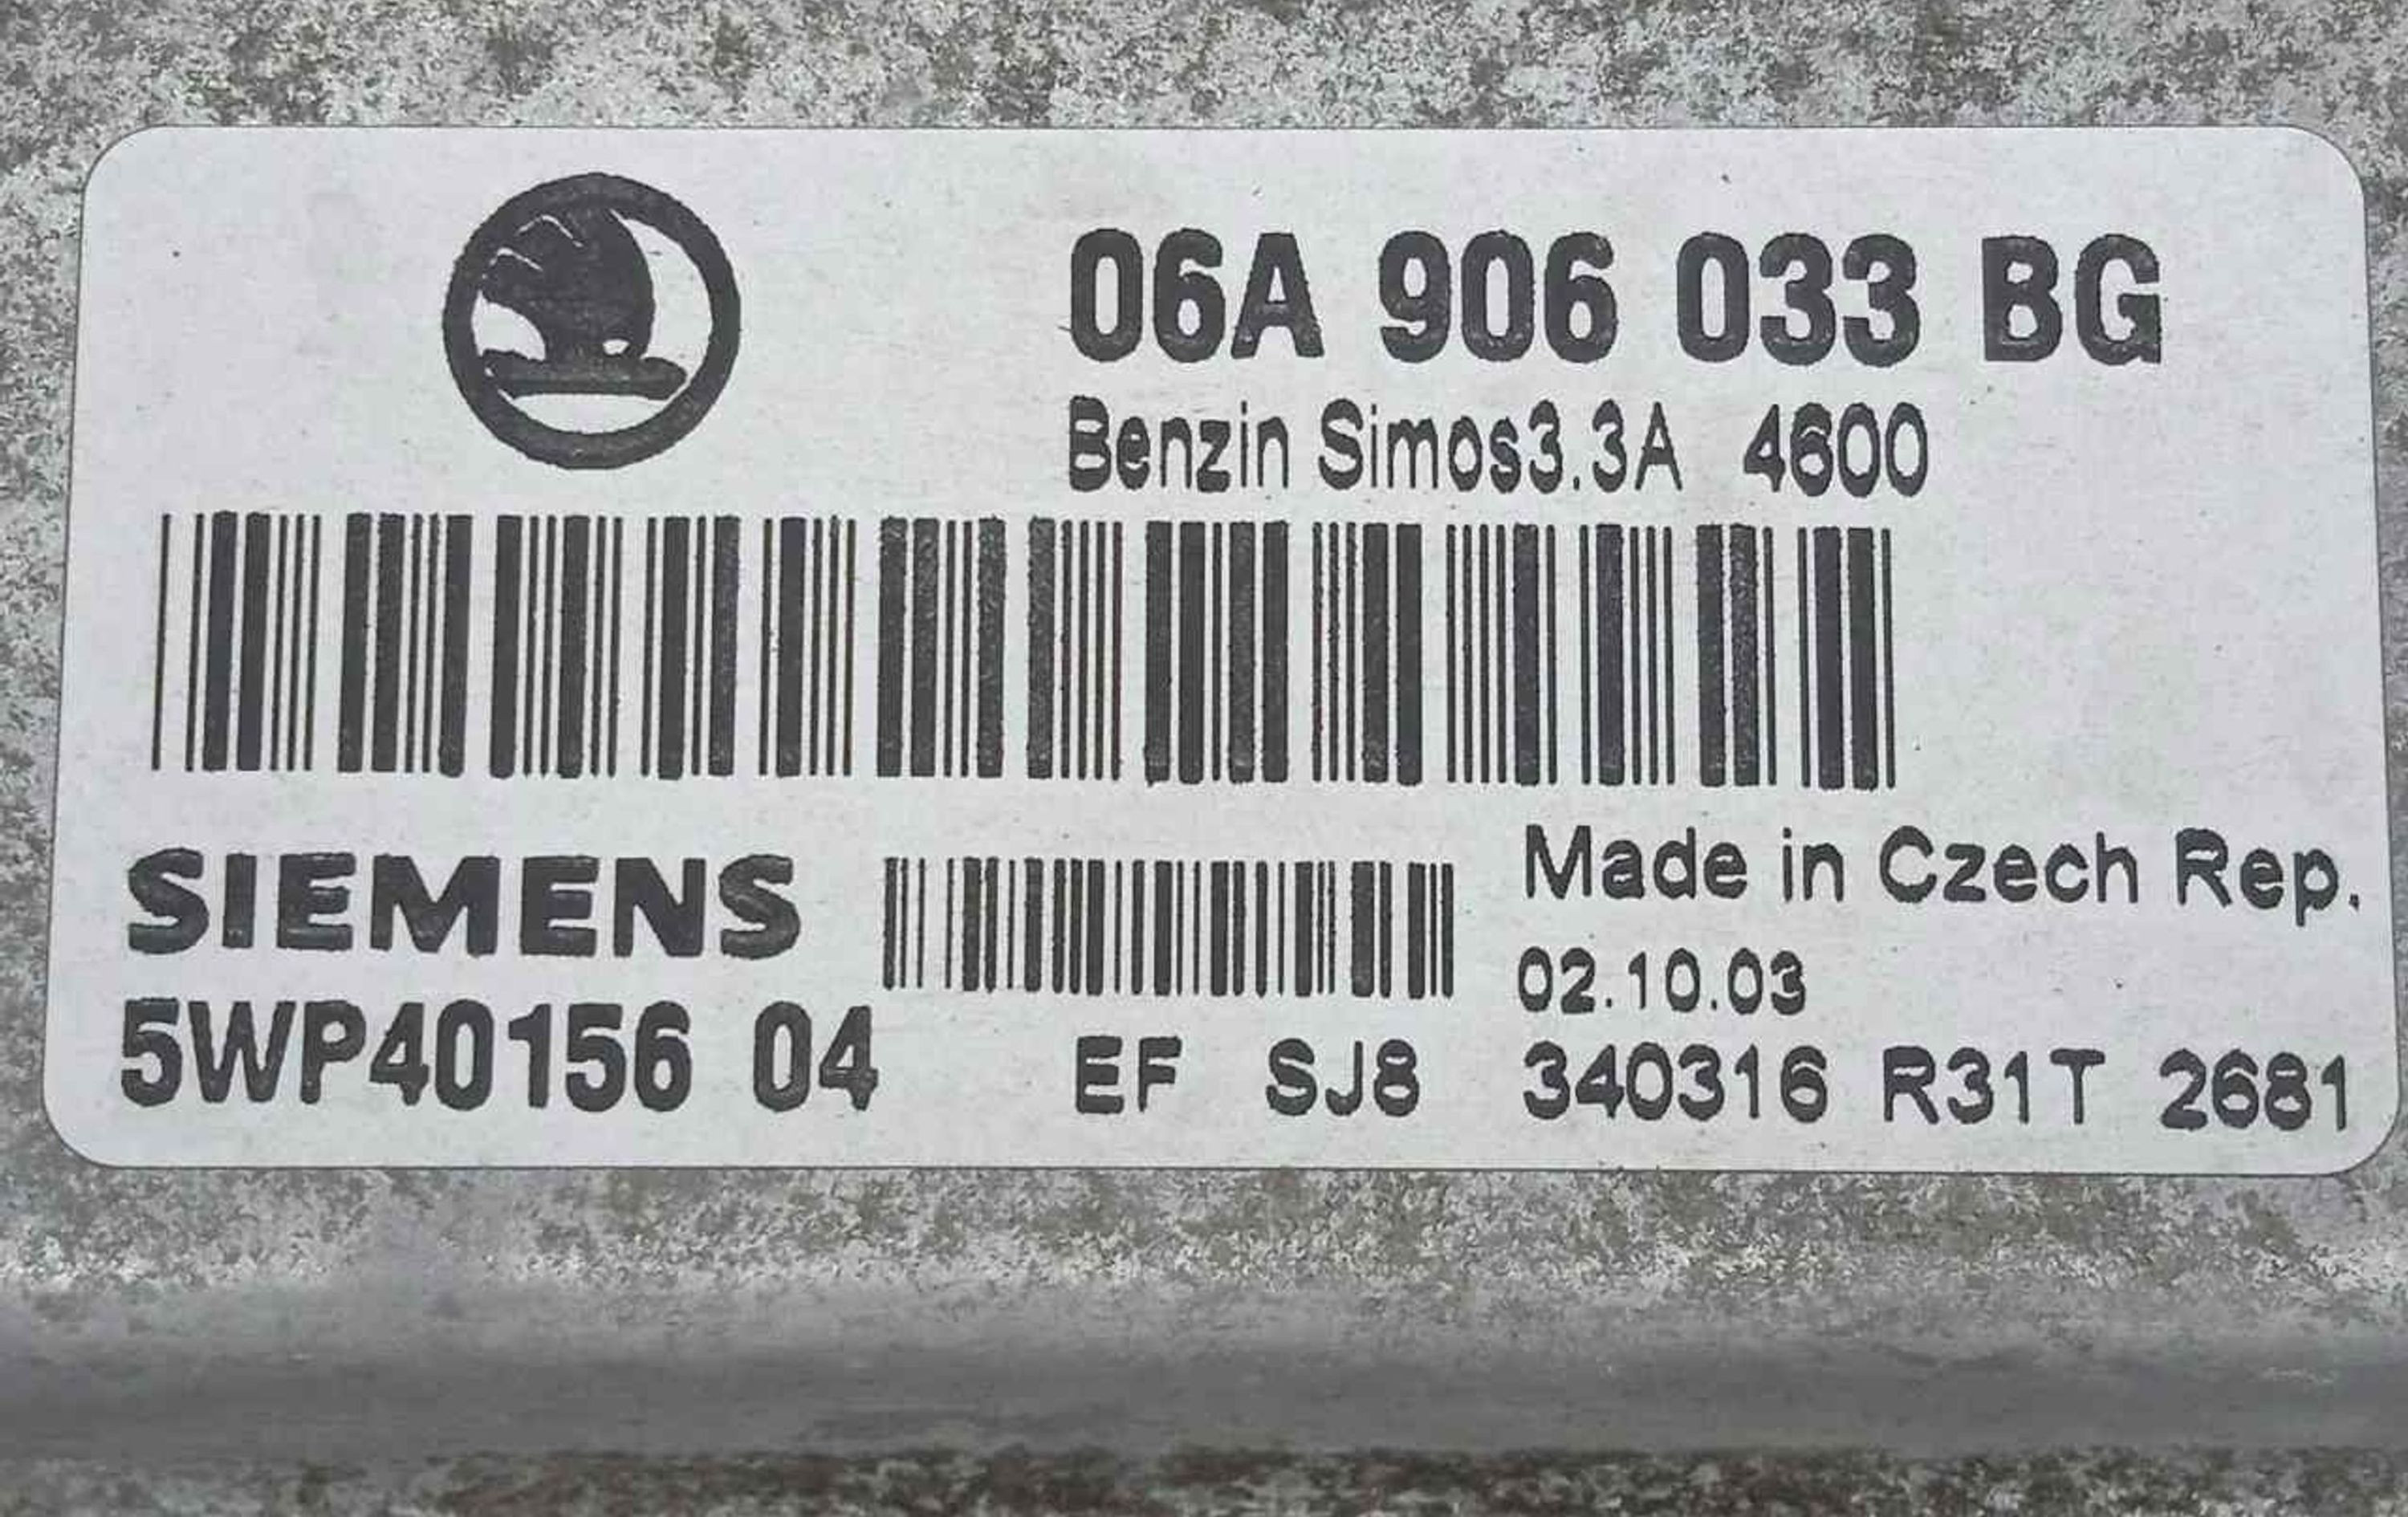 06A 906 033 BG
Benzin Simos3.3A 4600
SIEMENS
Made in Czech Rep.
02.10.03
5WP40156 04
EF SJ8 340316 R31T 2681